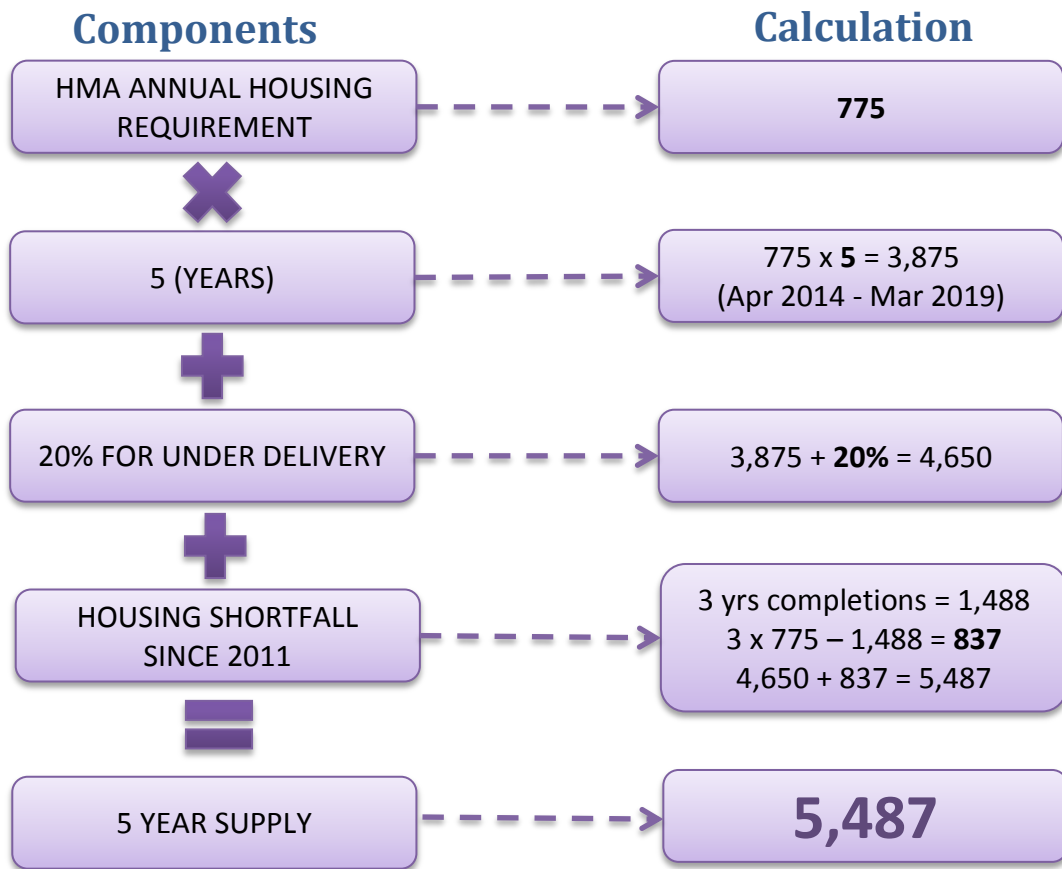 Components
Calculation
HMA ANNUAL HOUSING
REQUIREMENT
775
5 (YEARS)
775 x 5 = 3,875
(Apr 2014 - Mar 2019)
20% FOR UNDER DELIVERY
3,875 + 20% = 4,650
HOUSING SHORTFALL
SINCE 2011
3 yrs completions = 1,488
3 x 775 – 1,488 = 837
4,650 + 837 = 5,487
5 YEAR SUPPLY
5,487